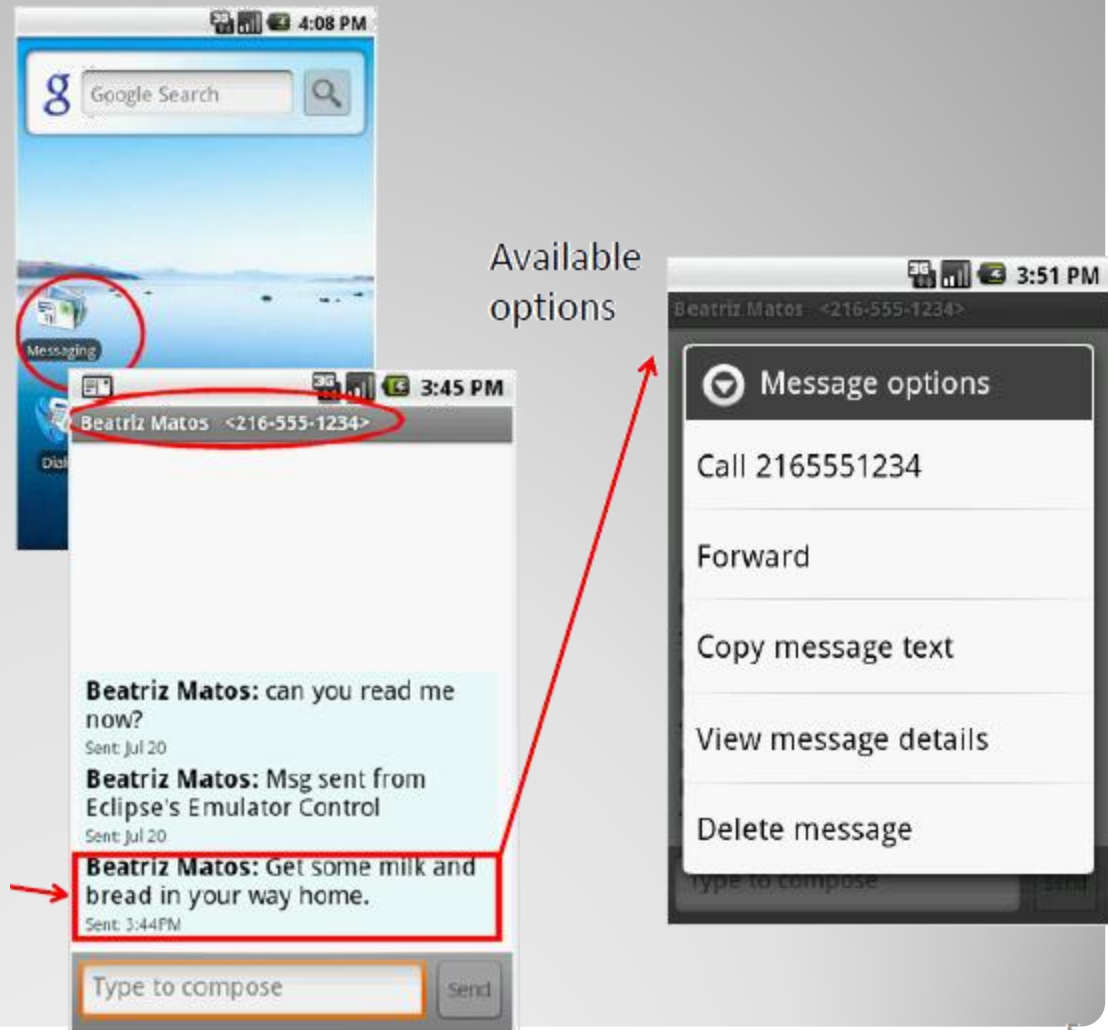 4:08 PM
g
Google Search
Messaging
Dial
3G
3:45 PM
Beatriz Matos <216-555-1234>
Beatriz Matos: can you read me
now?
Sent: Jul 20
Beatriz Matos: Msg sent from
Eclipse's Emulator Control
Sent: Jul 20
Beatriz Matos: Get some milk and
bread in your way home.
Sent: 3:44PM
Type to compose
Send
Available
options
3G
3:51 PM
Beatriz Matos <216-555-1234>
Message options
Call 2165551234
Forward
Copy message text
View message details
Delete message
Type to compose
Send